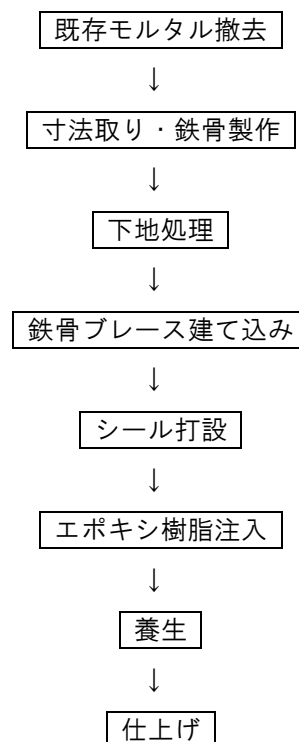 既存モルタル撤去
↓
寸法取り・鉄骨製作
↓
下地処理
↓
鉄骨ブレース建て込み
↓
シール打設
↓
エポキシ樹脂注入
↓
養生
↓
仕上げ